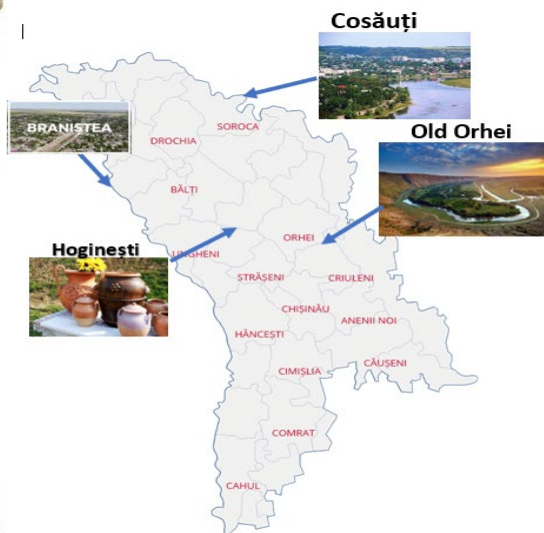 Cosăuți
BRANIȘTEA
SOROCA
Old Orhei
DROCHIA
BĂLȚI
ORHEI
Hoginești
UNGHENI
STRĂȘENI
CRIULENI
CHIȘINĂU
ANENII NOI
HÂNCEȘTI
CĂUȘENI
CIMIȘLIA
COMRAT
CAHUL